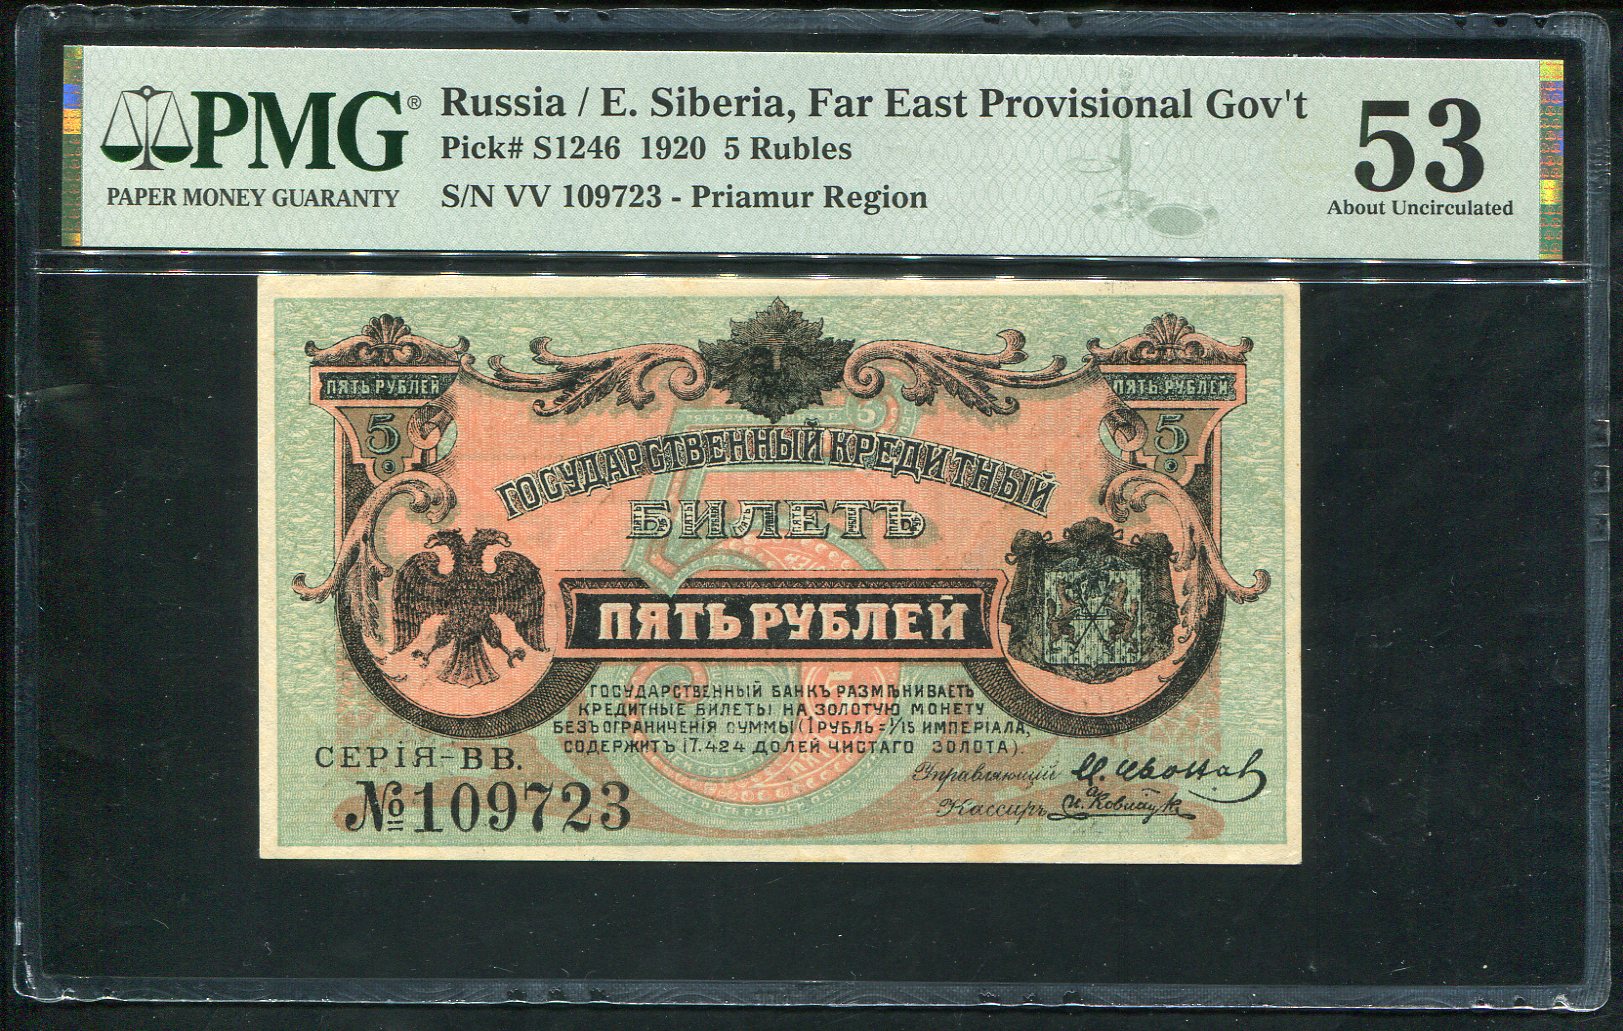 PMG®
PAPER MONEY GUARANTY
Russia / E. Siberia, Far East Provisional Gov't
Pick# S1246 1920 5 Rubles
S/N VV 109723 - Priamur Region
53
About Uncirculated
ПЯТЬ РУБЛЕЙ
ПЯТЬ РУБЛЕЙ
5
5
5
ГОСУДАРСТВЕННЫЙ КРЕДИТНЫЙ
БИЛЕТЪ
ПЯТЬ РУБЛЕЙ
ГОСУДАРСТВЕННЫЙ БАНКЪ РАЗМѢНИВАЕТЪ
КРЕДИТНЫЕ БИЛЕТЫ НА ЗОЛОТУЮ МОНЕТУ
БЕЗЪ ОГРАНИЧЕНІЯ СУММЫ (1 РУБЛЬ = 1/15 ИМПЕРІАЛА,
СОДЕРЖИТЪ 17.424 ДОЛЕЙ ЧИСТАГО ЗОЛОТА).
СЕРІЯ-ВВ.
№109723
Управляющій
Кассиръ